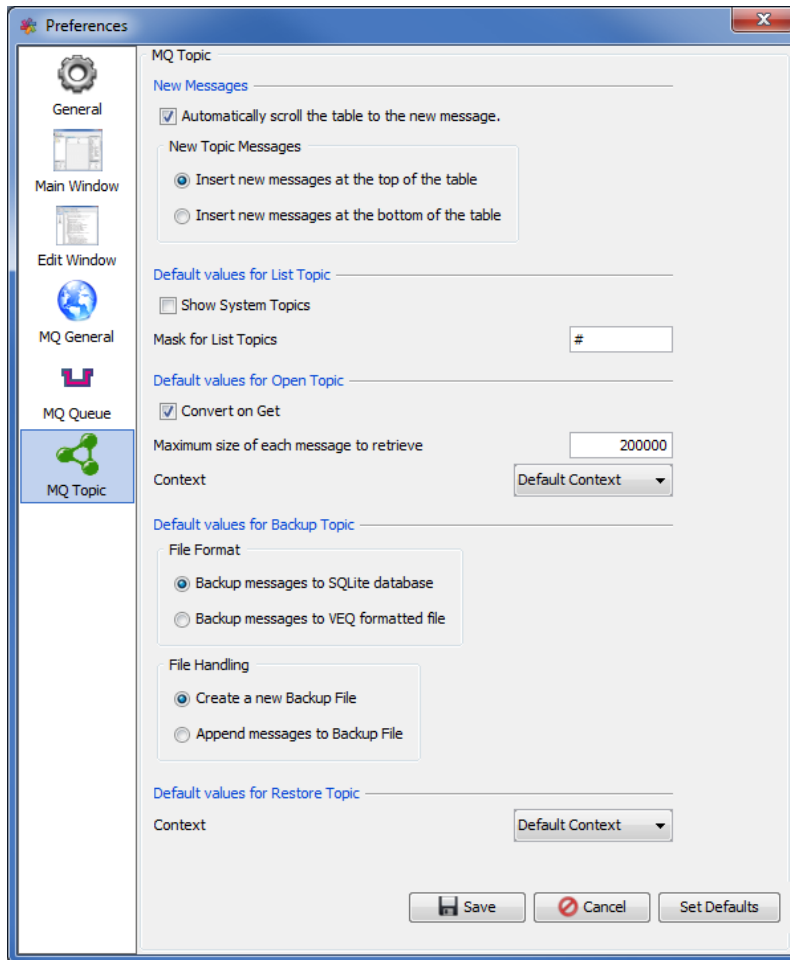 Preferences
General
Main Window
Edit Window
MQ General
MQ Queue
MQ Topic
MQ Topic
New Messages
Automatically scroll the table to the new message.
New Topic Messages
Insert new messages at the top of the table
Insert new messages at the bottom of the table
Default values for List Topic
Show System Topics
Mask for List Topics #
Default values for Open Topic
Convert on Get
Maximum size of each message to retrieve 200000
Context Default Context
Default values for Backup Topic
File Format
Backup messages to SQLite database
Backup messages to VEQ formatted file
File Handling
Create a new Backup File
Append messages to Backup File
Default values for Restore Topic
Context Default Context
Save Cancel Set Defaults